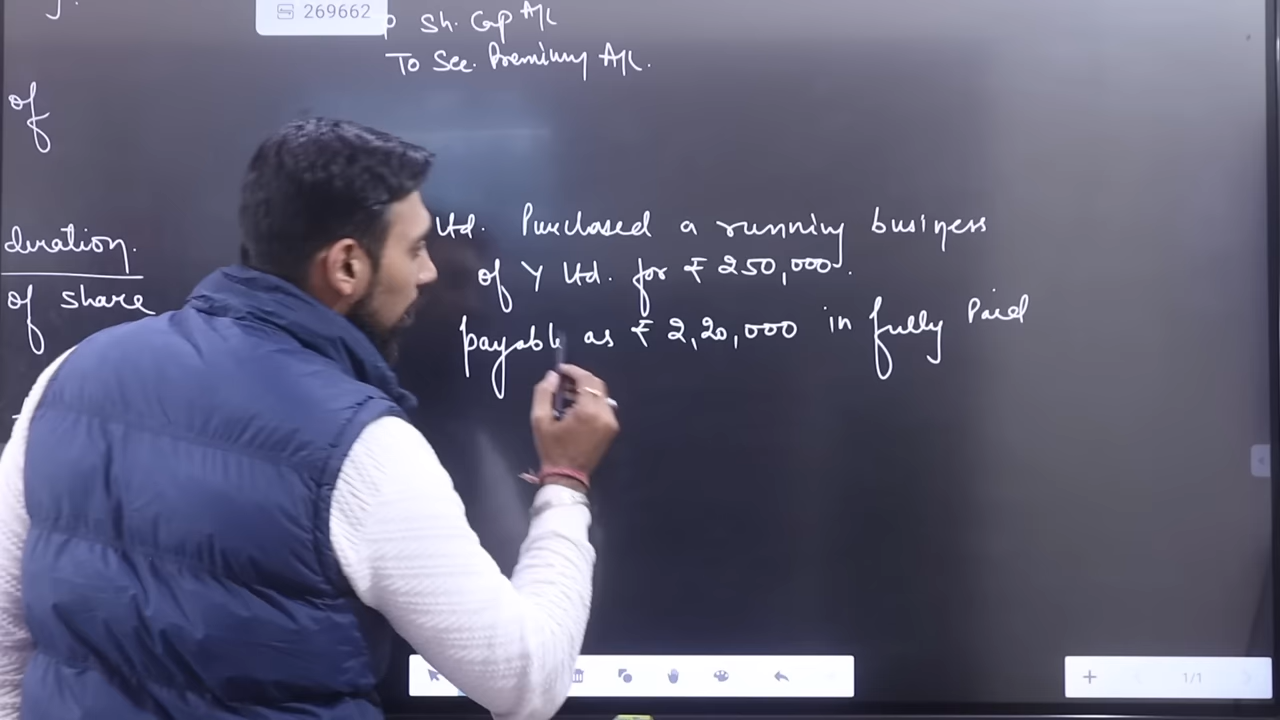 269662
Sh. Cap A/c
To Sec. Premium A/c.
of
deration.
of share
Ltd. Purchased a running business
of Y Ltd. for ₹ 250,000.
payable as ₹ 2,20,000 in fully Paid
1/1